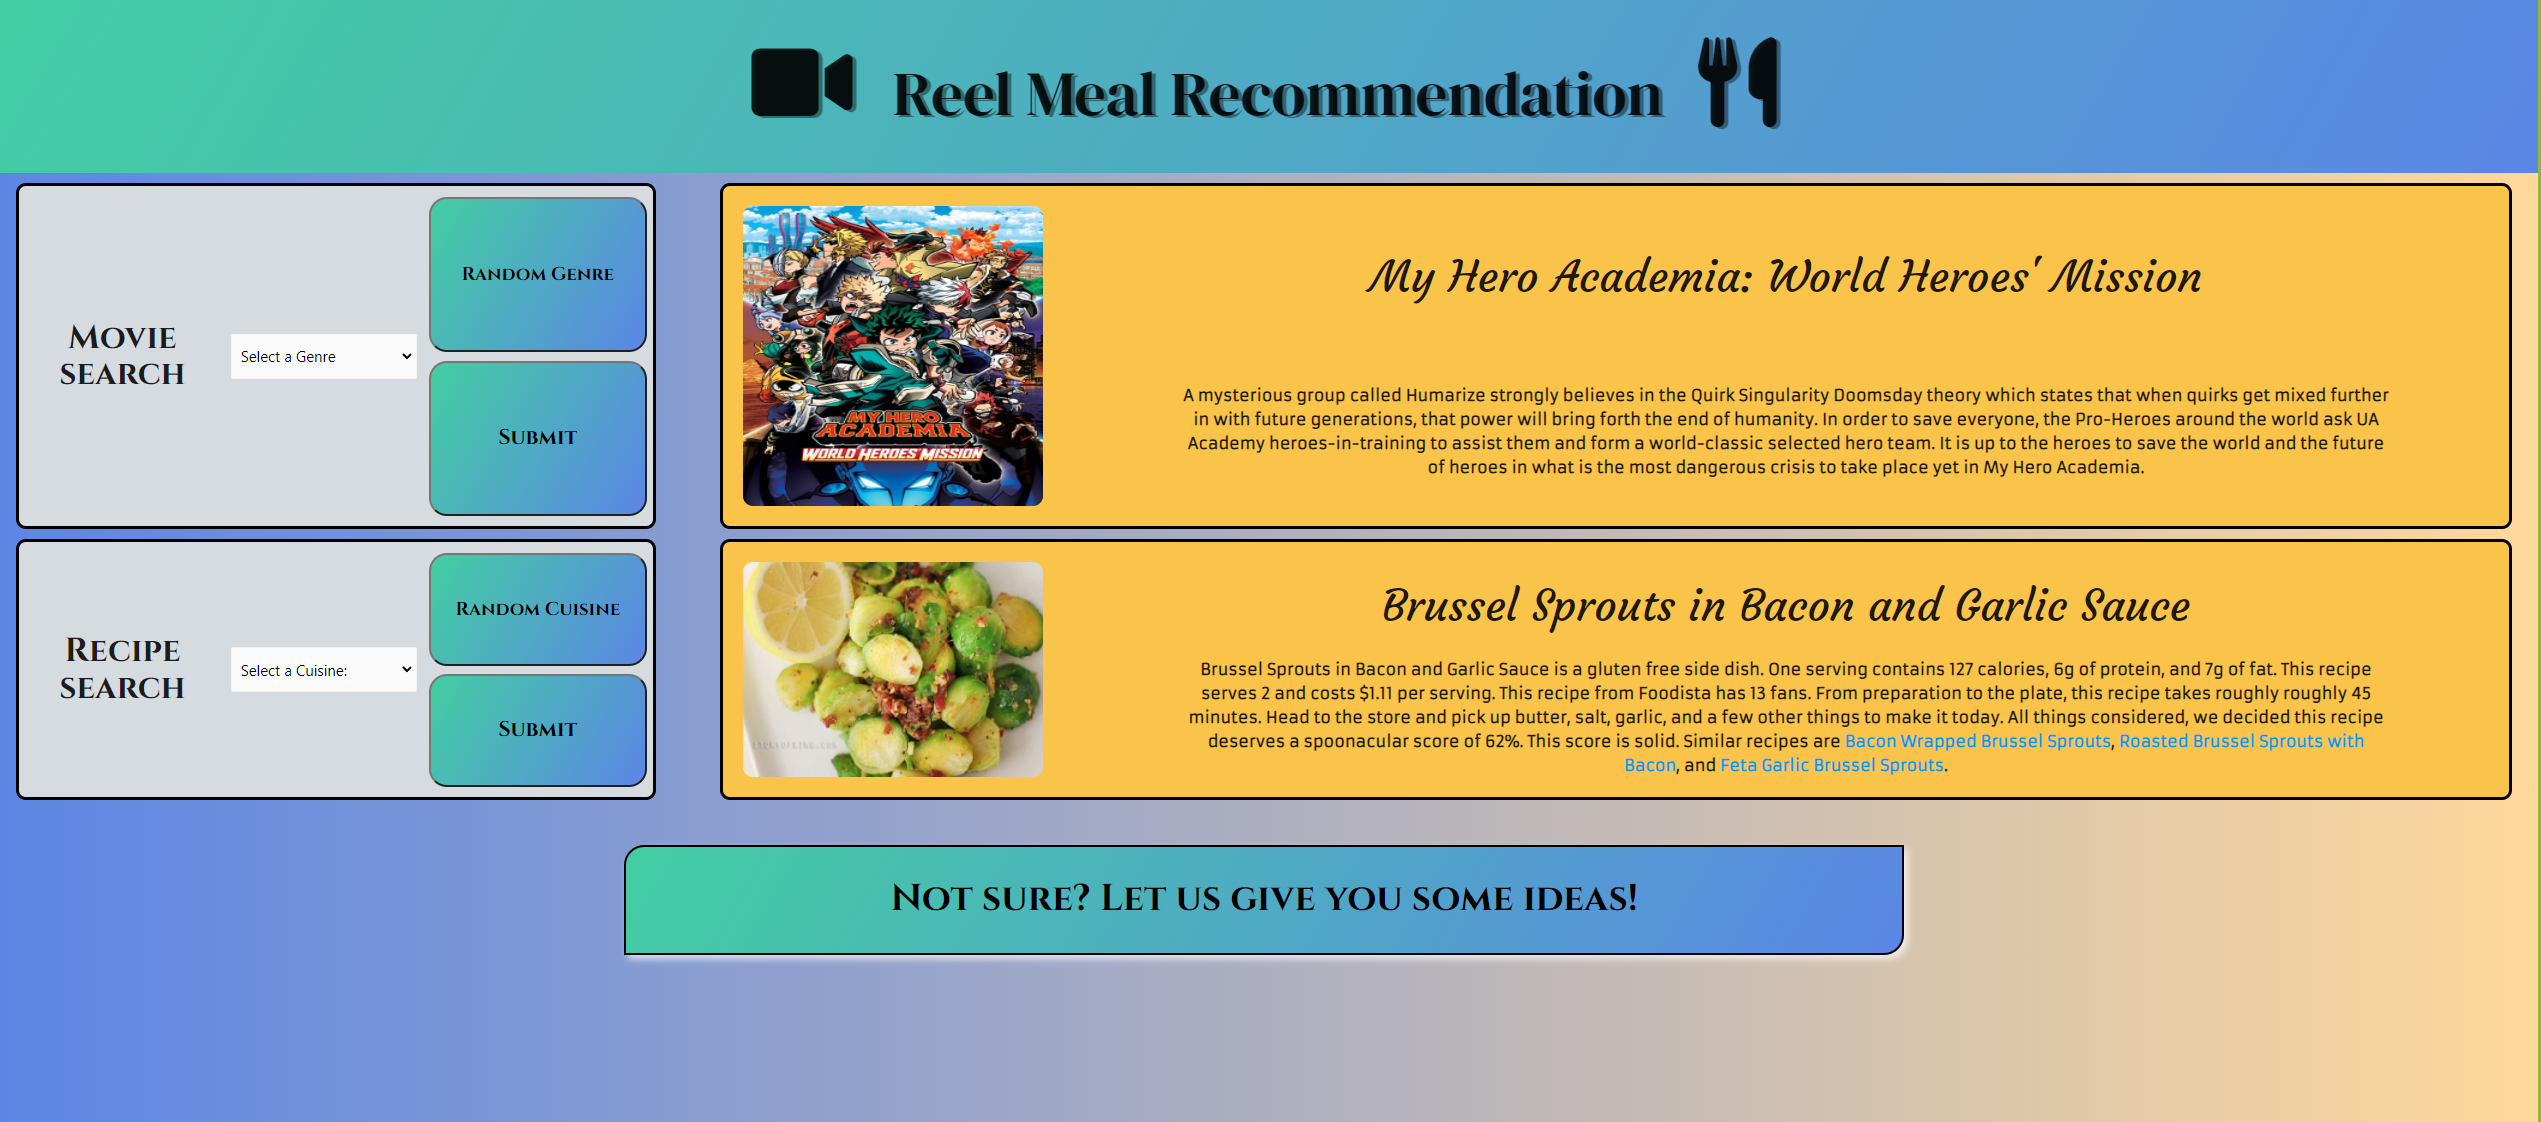 Reel Meal Recommendation
Movie
search
Select a Genre
Random Genre
Submit
MY HERO
ACADEMIA
WORLD HEROES' MISSION
My Hero Academia: World Heroes' Mission
A mysterious group called Humarize strongly believes in the Quirk Singularity Doomsday theory which states that when quirks get mixed further
in with future generations, that power will bring forth the end of humanity. In order to save everyone, the Pro-Heroes around the world ask UA
Academy heroes-in-training to assist them and form a world-classic selected hero team. It is up to the heroes to save the world and the future
of heroes in what is the most dangerous crisis to take place yet in My Hero Academia.
Recipe
search
Select a Cuisine:
Random Cuisine
Submit
Brussel Sprouts in Bacon and Garlic Sauce
Brussel Sprouts in Bacon and Garlic Sauce is a gluten free side dish. One serving contains 127 calories, 6g of protein, and 7g of fat. This recipe
serves 2 and costs $1.11 per serving. This recipe from Foodista has 13 fans. From preparation to the plate, this recipe takes roughly roughly 45
minutes. Head to the store and pick up butter, salt, garlic, and a few other things to make it today. All things considered, we decided this recipe
deserves a spoonacular score of 62%. This score is solid. Similar recipes are Bacon Wrapped Brussel Sprouts, Roasted Brussel Sprouts with
Bacon, and Feta Garlic Brussel Sprouts.
Not sure? Let us give you some ideas!